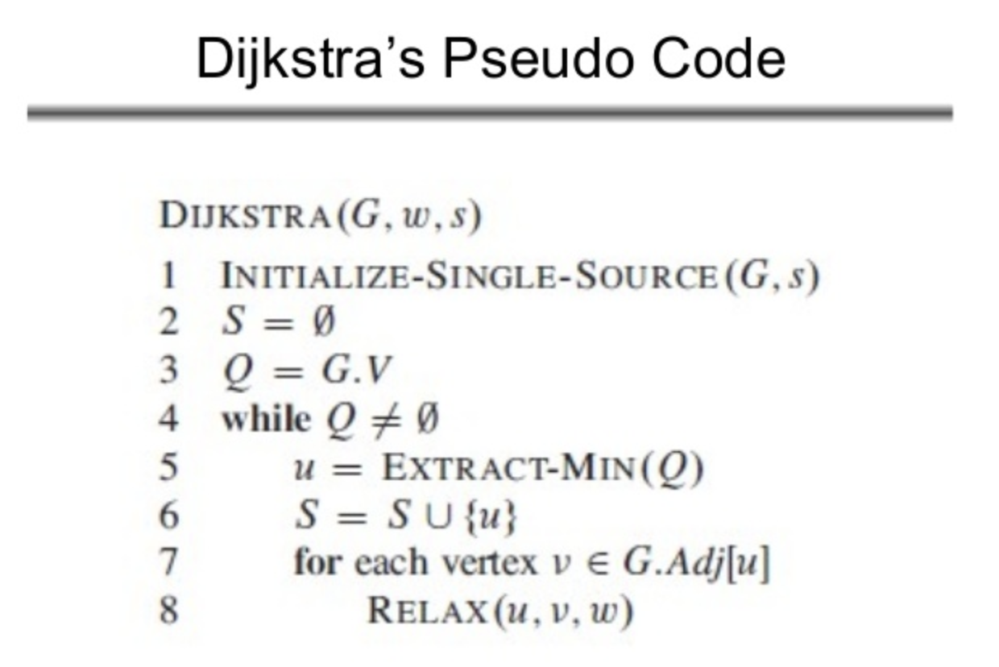 Dijkstra’s Pseudo Code
DIJKSTRA(G, w, s)
1 INITIALIZE-SINGLE-SOURCE(G, s)
2 S = ∅
3 Q = G.V
4 while Q ≠ ∅
5 u = EXTRACT-MIN(Q)
6 S = S ∪ {u}
7 for each vertex v ∈ G.Adj[u]
8 RELAX(u, v, w)